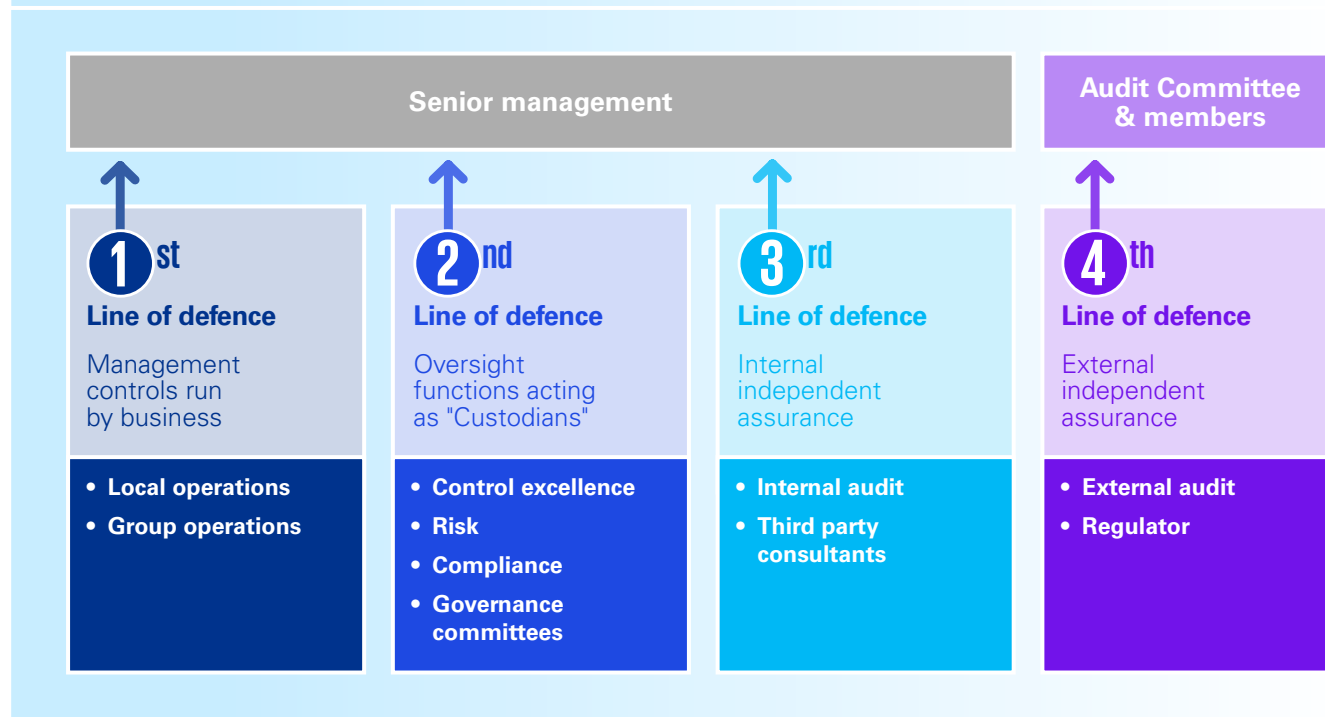 Senior management
Audit Committee
& members
1st
Line of defence
Management
controls run
by business
• Local operations
• Group operations
2nd
Line of defence
Oversight
functions acting
as "Custodians"
• Control excellence
• Risk
• Compliance
• Governance
committees
3rd
Line of defence
Internal
independent
assurance
• Internal audit
• Third party
consultants
4th
Line of defence
External
independent
assurance
• External audit
• Regulator